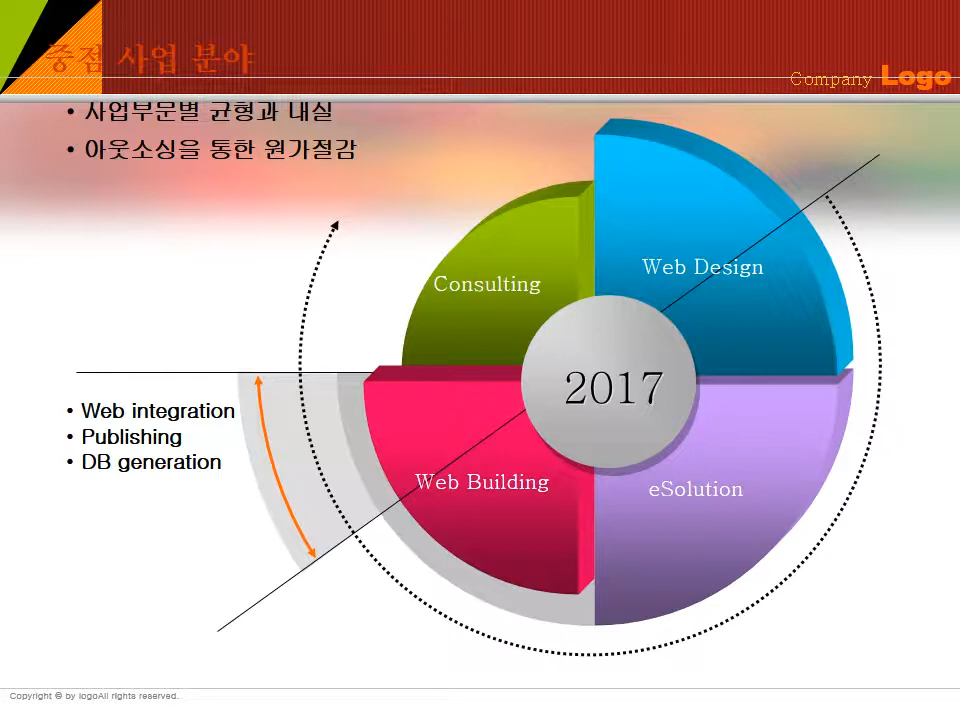 중점 사업 분야
Company Logo
• 사업부문별 균형과 내실
• 아웃소싱을 통한 원가절감
Consulting
Web Design
2017
• Web integration
• Publishing
• DB generation
Web Building
eSolution
Copyright © by logoAll rights reserved.